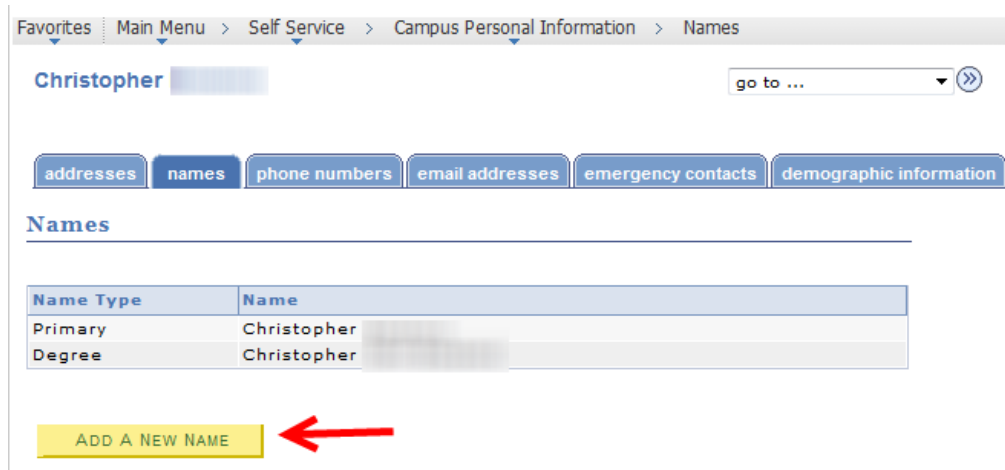 Favorites Main Menu > Self Service > Campus Personal Information > Names
Christopher
go to ...
addresses names phone numbers email addresses emergency contacts demographic information
Names
Name Type Name
Primary Christopher
Degree Christopher
ADD A NEW NAME